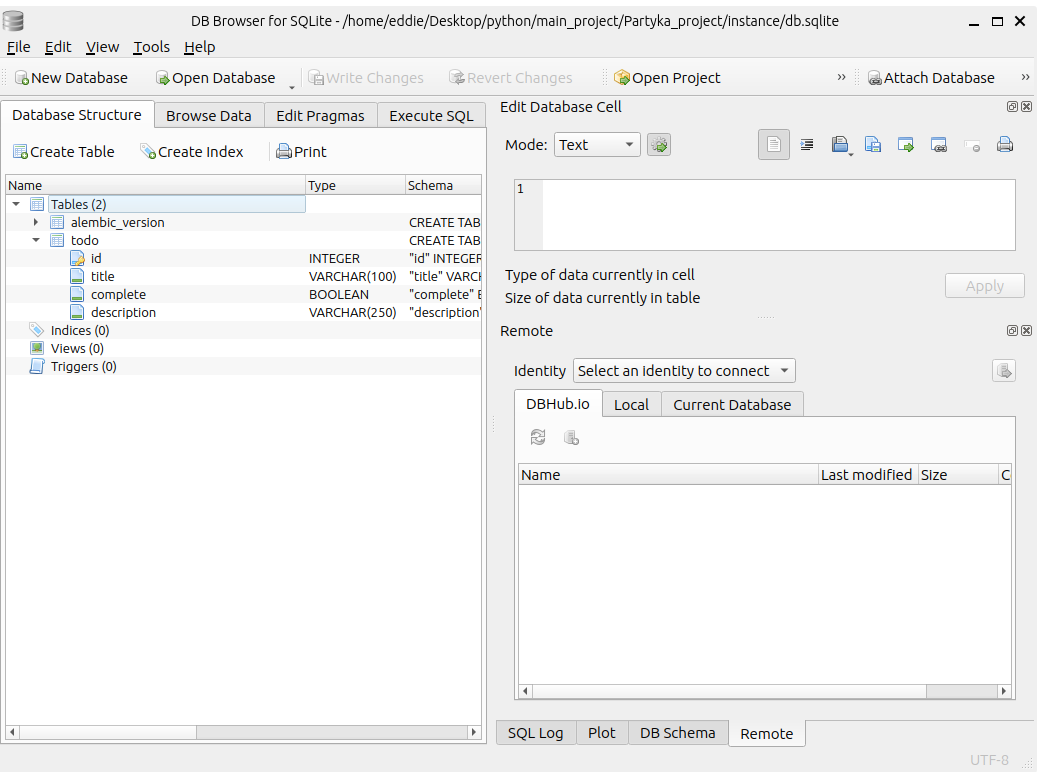 DB Browser for SQLite - /home/eddie/Desktop/python/main_project/Partyka_project/instance/db.sqlite
File Edit View Tools Help
New Database Open Database Write Changes Revert Changes Open Project » Attach Database »
Database Structure Browse Data Edit Pragmas Execute SQL
Create Table Create Index Print
Name Type Schema
Tables (2)
alembic_version CREATE TAB
todo CREATE TAB
id INTEGER "id" INTEGER
title VARCHAR(100) "title" VARC
complete BOOLEAN "complete" B
description VARCHAR(250) "description"
Indices (0)
Views (0)
Triggers (0)
Edit Database Cell
Mode: Text
1
Type of data currently in cell
Size of data currently in table
Apply
Remote
Identity Select an identity to connect
DBHub.io Local Current Database
Name Last modified Size C
SQL Log Plot DB Schema Remote
UTF-8